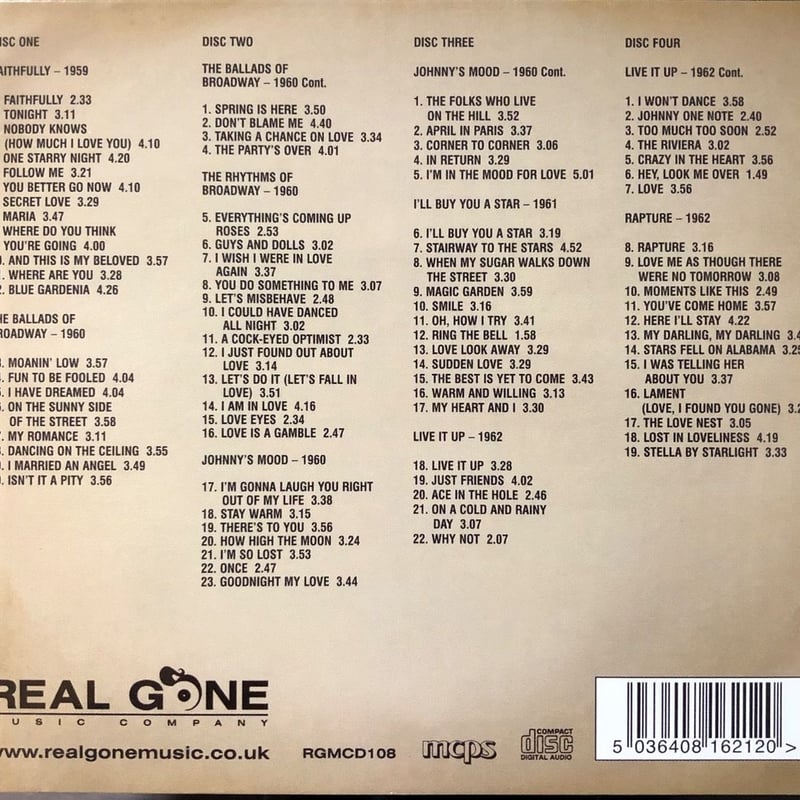 ISC ONE
AITHFULLY – 1959
FAITHFULLY 2.33
TONIGHT 3.11
NOBODY KNOWS
(HOW MUCH I LOVE YOU) 4.10
ONE STARRY NIGHT 4.20
FOLLOW ME 3.21
YOU BETTER GO NOW 4.10
SECRET LOVE 3.29
MARIA 3.47
WHERE DO YOU THINK
YOU'RE GOING 4.00
. AND THIS IS MY BELOVED 3.57
. WHERE ARE YOU 3.28
. BLUE GARDENIA 4.26
HE BALLADS OF
ROADWAY – 1960
. MOANIN' LOW 3.57
. FUN TO BE FOOLED 4.04
. I HAVE DREAMED 4.04
. ON THE SUNNY SIDE
OF THE STREET 3.58
. MY ROMANCE 3.11
. DANCING ON THE CEILING 3.55
. I MARRIED AN ANGEL 3.49
. ISN'T IT A PITY 3.56
DISC TWO
THE BALLADS OF
BROADWAY – 1960 Cont.
1. SPRING IS HERE 3.50
2. DON'T BLAME ME 4.40
3. TAKING A CHANCE ON LOVE 3.34
4. THE PARTY'S OVER 4.01
THE RHYTHMS OF
BROADWAY – 1960
5. EVERYTHING'S COMING UP
ROSES 2.53
6. GUYS AND DOLLS 3.02
7. I WISH I WERE IN LOVE
AGAIN 3.37
8. YOU DO SOMETHING TO ME 3.07
9. LET'S MISBEHAVE 2.48
10. I COULD HAVE DANCED
ALL NIGHT 3.02
11. A COCK-EYED OPTIMIST 2.33
12. I JUST FOUND OUT ABOUT
LOVE 3.14
13. LET'S DO IT (LET'S FALL IN
LOVE) 3.51
14. I AM IN LOVE 4.16
15. LOVE EYES 2.34
16. LOVE IS A GAMBLE 2.47
JOHNNY'S MOOD – 1960
17. I'M GONNA LAUGH YOU RIGHT
OUT OF MY LIFE 3.38
18. STAY WARM 3.15
19. THERE'S TO YOU 3.56
20. HOW HIGH THE MOON 3.24
21. I'M SO LOST 3.53
22. ONCE 2.47
23. GOODNIGHT MY LOVE 3.44
DISC THREE
JOHNNY'S MOOD – 1960 Cont.
1. THE FOLKS WHO LIVE
ON THE HILL 3.52
2. APRIL IN PARIS 3.37
3. CORNER TO CORNER 3.06
4. IN RETURN 3.29
5. I'M IN THE MOOD FOR LOVE 5.01
I'LL BUY YOU A STAR – 1961
6. I'LL BUY YOU A STAR 3.19
7. STAIRWAY TO THE STARS 4.52
8. WHEN MY SUGAR WALKS DOWN
THE STREET 3.30
9. MAGIC GARDEN 3.59
10. SMILE 3.16
11. OH, HOW I TRY 3.41
12. RING THE BELL 1.58
13. LOVE LOOK AWAY 3.29
14. SUDDEN LOVE 3.29
15. THE BEST IS YET TO COME 3.43
16. WARM AND WILLING 3.13
17. MY HEART AND I 3.30
LIVE IT UP – 1962
18. LIVE IT UP 3.28
19. JUST FRIENDS 4.02
20. ACE IN THE HOLE 2.46
21. ON A COLD AND RAINY
DAY 3.07
22. WHY NOT 2.07
DISC FOUR
LIVE IT UP – 1962 Cont.
1. I WON'T DANCE 3.58
2. JOHNNY ONE NOTE 2.40
3. TOO MUCH TOO SOON 2.52
4. THE RIVIERA 3.02
5. CRAZY IN THE HEART 3.56
6. HEY, LOOK ME OVER 1.49
7. LOVE 3.56
RAPTURE – 1962
8. RAPTURE 3.16
9. LOVE ME AS THOUGH THERE
WERE NO TOMORROW 3.08
10. MOMENTS LIKE THIS 2.49
11. YOU'VE COME HOME 3.57
12. HERE I'LL STAY 4.22
13. MY DARLING, MY DARLING 3.4
14. STARS FELL ON ALABAMA 3.25
15. I WAS TELLING HER
ABOUT YOU 3.37
16. LAMENT
(LOVE, I FOUND YOU GONE) 3.2
17. THE LOVE NEST 3.05
18. LOST IN LOVELINESS 4.19
19. STELLA BY STARLIGHT 3.33
REAL GONE
USIC COMPANY
www.realgonemusic.co.uk
RGMCD108
mcps
COMPACT
disc
DIGITAL AUDIO
5 036408 162120 >